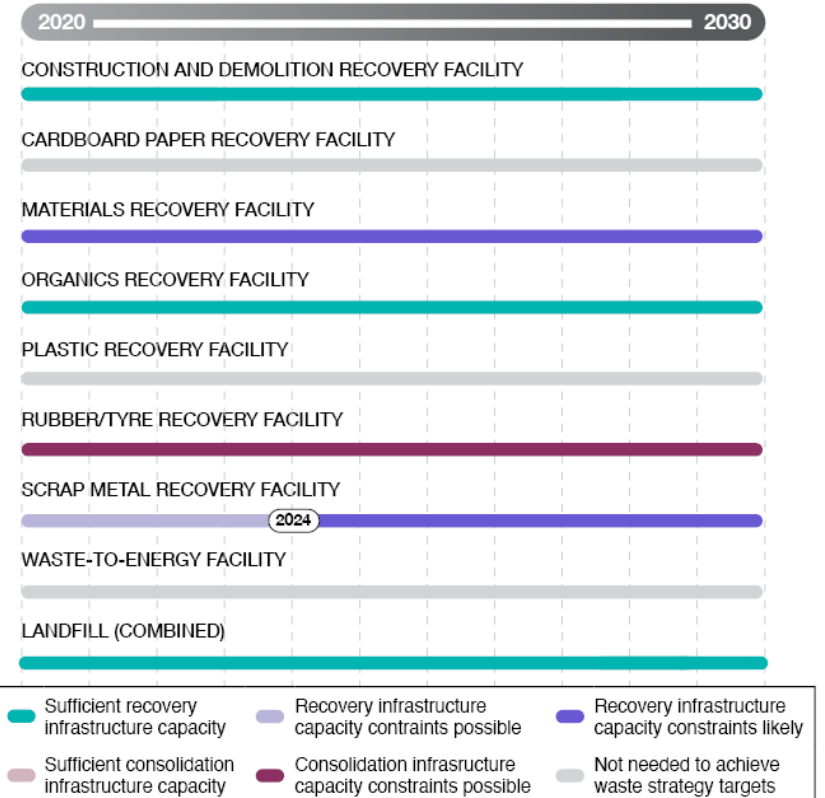 2020 2030
CONSTRUCTION AND DEMOLITION RECOVERY FACILITY
CARDBOARD PAPER RECOVERY FACILITY
MATERIALS RECOVERY FACILITY
ORGANICS RECOVERY FACILITY
PLASTIC RECOVERY FACILITY
RUBBER/TYRE RECOVERY FACILITY
SCRAP METAL RECOVERY FACILITY
2024
WASTE-TO-ENERGY FACILITY
LANDFILL (COMBINED)
Sufficient recovery
infrastructure capacity
Recovery infrastructure
capacity contraints possible
Recovery infrastructure
capacity constraints likely
Sufficient consolidation
infrastructure capacity
Consolidation infrasructure
capacity constraints possible
Not needed to achieve
waste strategy targets